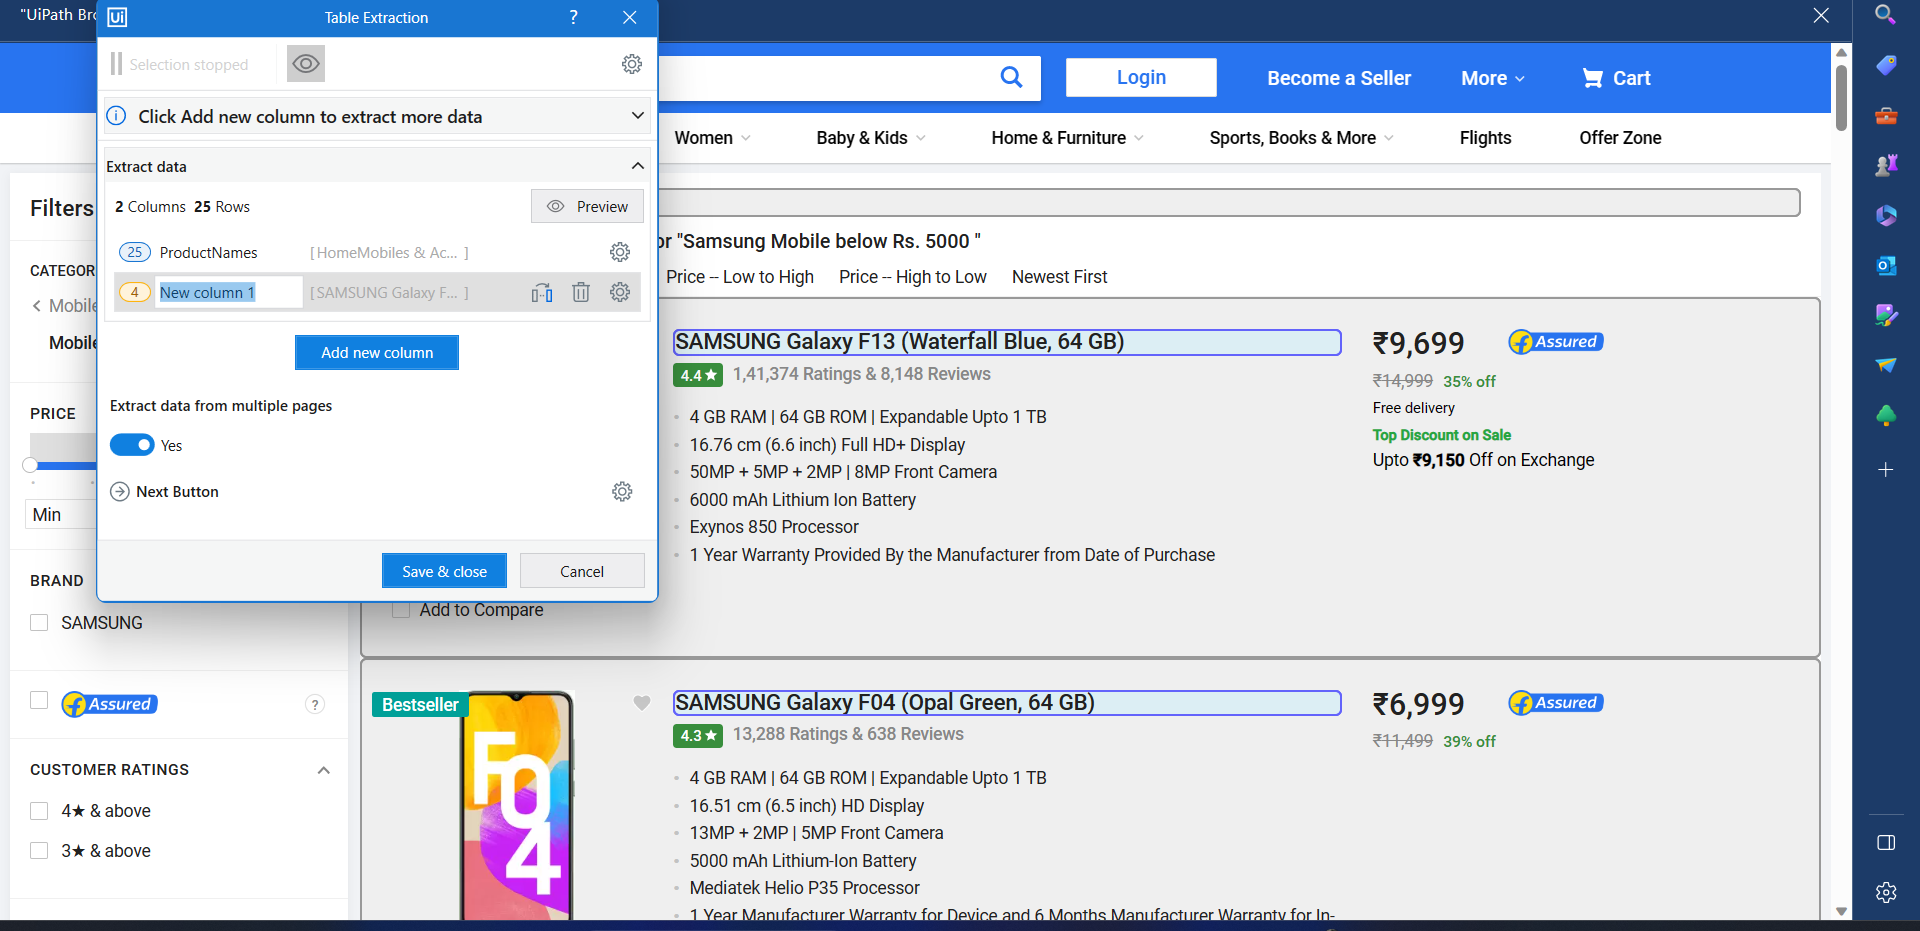 "UiPath Bro
Ui Table Extraction ?
Selection stopped
Click Add new column to extract more data
Extract data
2 Columns 25 Rows
Preview
25 ProductNames [HomeMobiles & Ac... ]
4 New column 1 [SAMSUNG Galaxy F... ]
Add new column
Extract data from multiple pages
Yes
Next Button
Save & close Cancel
Login Become a Seller More Cart
Women Baby & Kids Home & Furniture Sports, Books & More Flights Offer Zone
Filters
CATEGOR
Mobile
Mobile
PRICE
Min
BRAND
SAMSUNG
Assured
?
CUSTOMER RATINGS
4★ & above
3★ & above
or "Samsung Mobile below Rs. 5000 "
Price -- Low to High Price -- High to Low Newest First
SAMSUNG Galaxy F13 (Waterfall Blue, 64 GB)
4.4★ 1,41,374 Ratings & 8,148 Reviews
4 GB RAM | 64 GB ROM | Expandable Upto 1 TB
16.76 cm (6.6 inch) Full HD+ Display
50MP + 5MP + 2MP | 8MP Front Camera
6000 mAh Lithium Ion Battery
Exynos 850 Processor
1 Year Warranty Provided By the Manufacturer from Date of Purchase
₹9,699 Assured
₹14,999 35% off
Free delivery
Top Discount on Sale
Upto ₹9,150 Off on Exchange
Add to Compare
Bestseller
F04
SAMSUNG Galaxy F04 (Opal Green, 64 GB)
4.3★ 13,288 Ratings & 638 Reviews
4 GB RAM | 64 GB ROM | Expandable Upto 1 TB
16.51 cm (6.5 inch) HD Display
13MP + 2MP | 5MP Front Camera
5000 mAh Lithium-Ion Battery
Mediatek Helio P35 Processor
1 Year Manufacturer Warranty for Device and 6 Months Manufacturer Warranty for In-
₹6,999 Assured
₹11,499 39% off